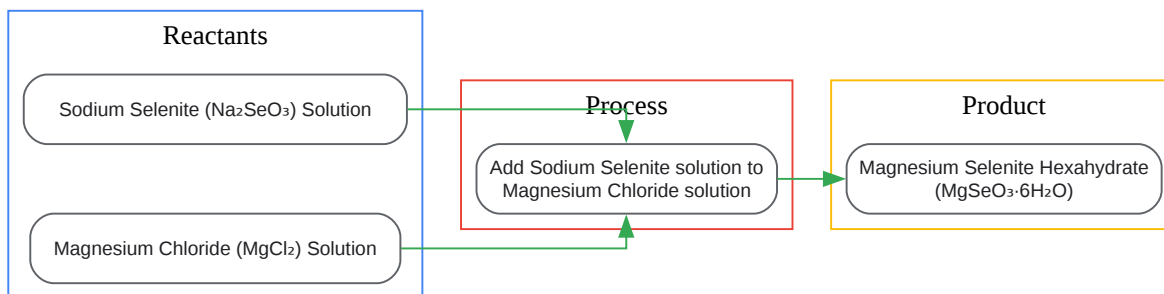 Reactants
Sodium Selenite (Na₂SeO₃) Solution
Magnesium Chloride (MgCl₂) Solution
Process
Add Sodium Selenite solution to
Magnesium Chloride solution
Product
Magnesium Selenite Hexahydrate
(MgSeO₃·6H₂O)